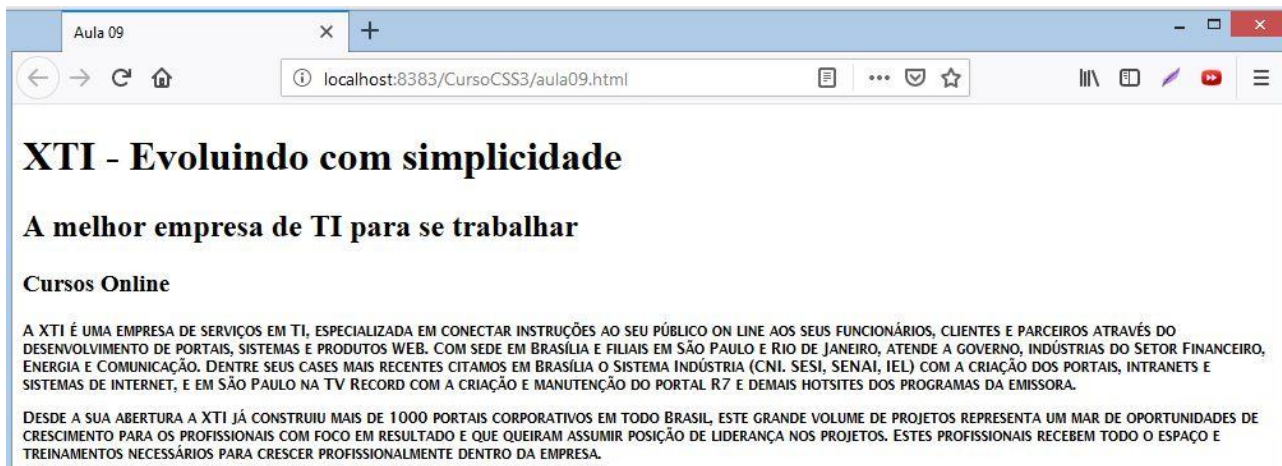 Aula 09
localhost:8383/CursoCSS3/aula09.html
XTI - Evoluindo com simplicidade
A melhor empresa de TI para se trabalhar
Cursos Online
A XTI É UMA EMPRESA DE SERVIÇOS EM TI, ESPECIALIZADA EM CONECTAR INSTRUÇÕES AO SEU PÚBLICO ON LINE AOS SEUS FUNCIONÁRIOS, CLIENTES E PARCEIROS ATRAVÉS DO
DESENVOLVIMENTO DE PORTAIS, SISTEMAS E PRODUTOS WEB. COM SEDE EM BRASÍLIA E FILIAIS EM SÃO PAULO E RIO DE JANEIRO, ATENDE A GOVERNO, INDÚSTRIAS DO SETOR FINANCEIRO,
ENERGIA E COMUNICAÇÃO. DENTRE SEUS CASES MAIS RECENTES CITAMOS EM BRASÍLIA O SISTEMA INDÚSTRIA (CNI. SESI, SENAI, IEL) COM A CRIAÇÃO DOS PORTAIS, INTRANETS E
SISTEMAS DE INTERNET, E EM SÃO PAULO NA TV RECORD COM A CRIAÇÃO E MANUTENÇÃO DO PORTAL R7 E DEMAIS HOTSITES DOS PROGRAMAS DA EMISSORA.
DESDE A SUA ABERTURA A XTI JÁ CONSTRUIU MAIS DE 1000 PORTAIS CORPORATIVOS EM TODO BRASIL, ESTE GRANDE VOLUME DE PROJETOS REPRESENTA UM MAR DE OPORTUNIDADES DE
CRESCIMENTO PARA OS PROFISSIONAIS COM FOCO EM RESULTADO E QUE QUEIRAM ASSUMIR POSIÇÃO DE LIDERANÇA NOS PROJETOS. ESTES PROFISSIONAIS RECEBEM TODO O ESPAÇO E
TREINAMENTOS NECESSÁRIOS PARA CRESCER PROFISSIONALMENTE DENTRO DA EMPRESA.